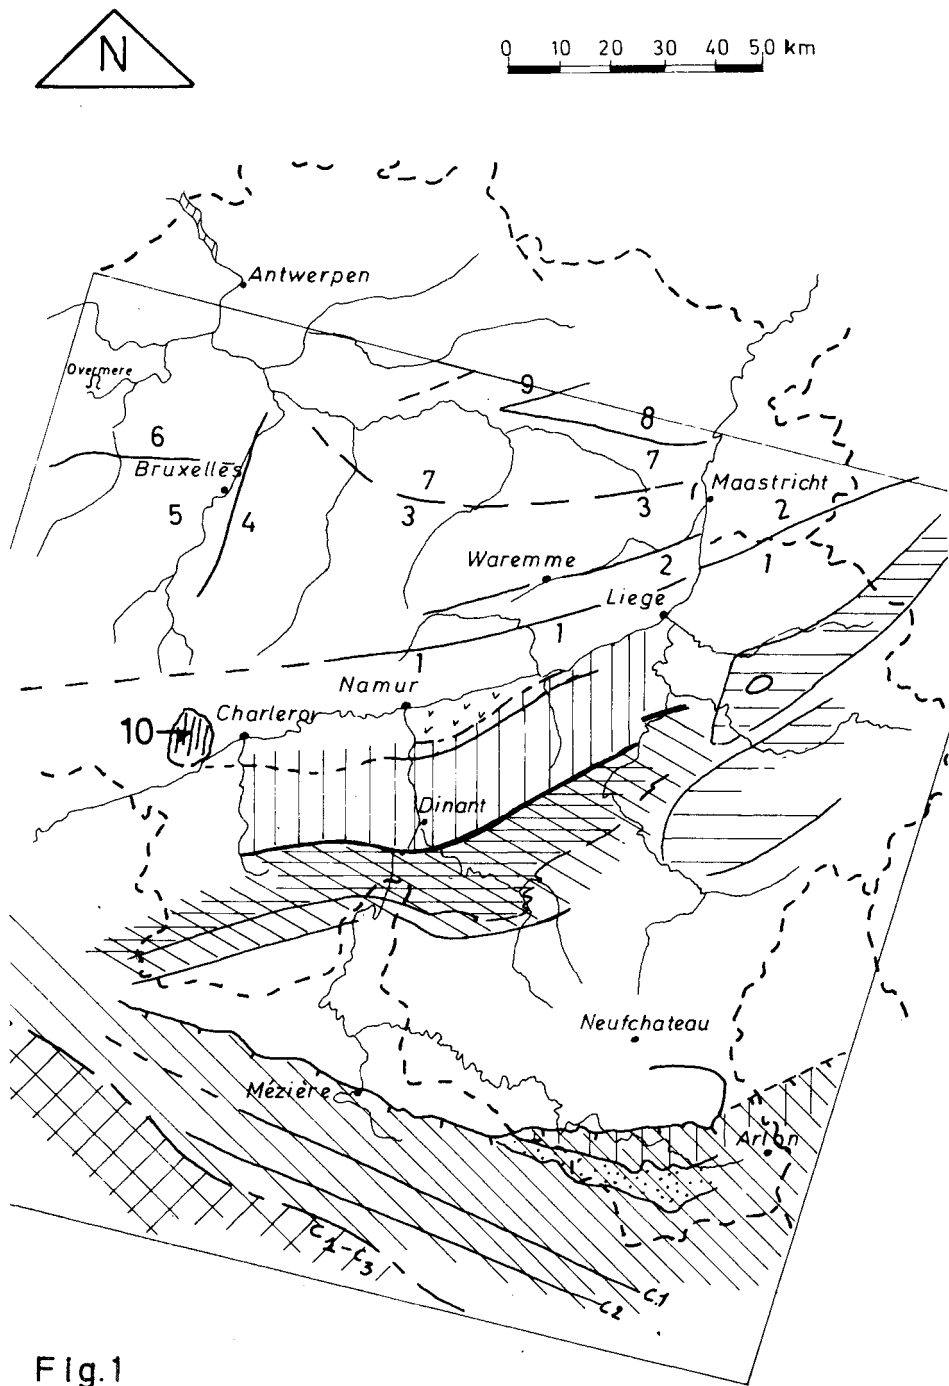 N
0 10 20 30 40 50 km
Antwerpen
Overmere
9
8
6
7
Bruxelles
7
Maastricht
5
4
3
3
2
Waremme
2
1
Liege
1
1
Namur
10
Charleroi
Dinant
Neufchateau
Mézière
Arlon
C1-C3
C1
C2
FIg.1